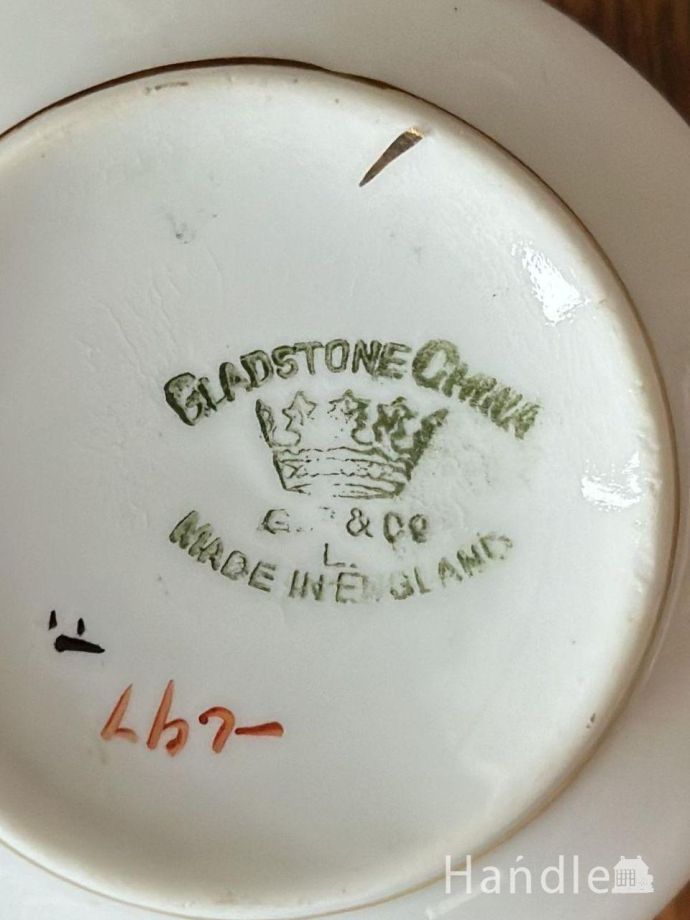 GLADSTONE CHINA
& Co
L.
MADE IN ENGLAND
Handle